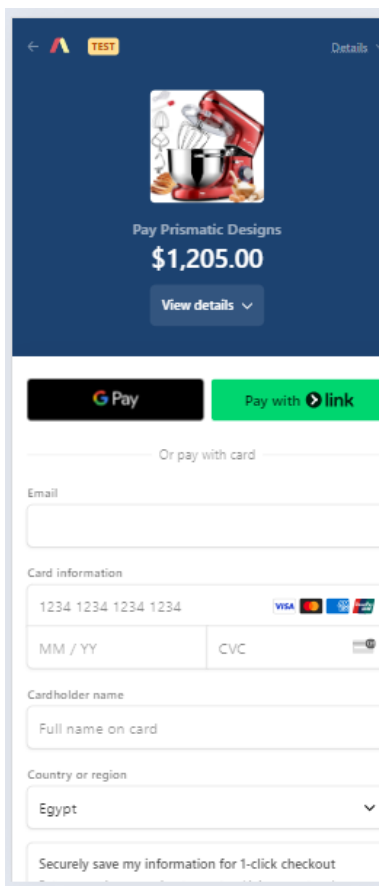 TEST
Details
Pay Prismatic Designs
$1,205.00
View details
G Pay
Pay with link
Or pay with card
Email
Card information
1234 1234 1234 1234
VISA
MM / YY
CVC
Cardholder name
Full name on card
Country or region
Egypt
Securely save my information for 1-click checkout